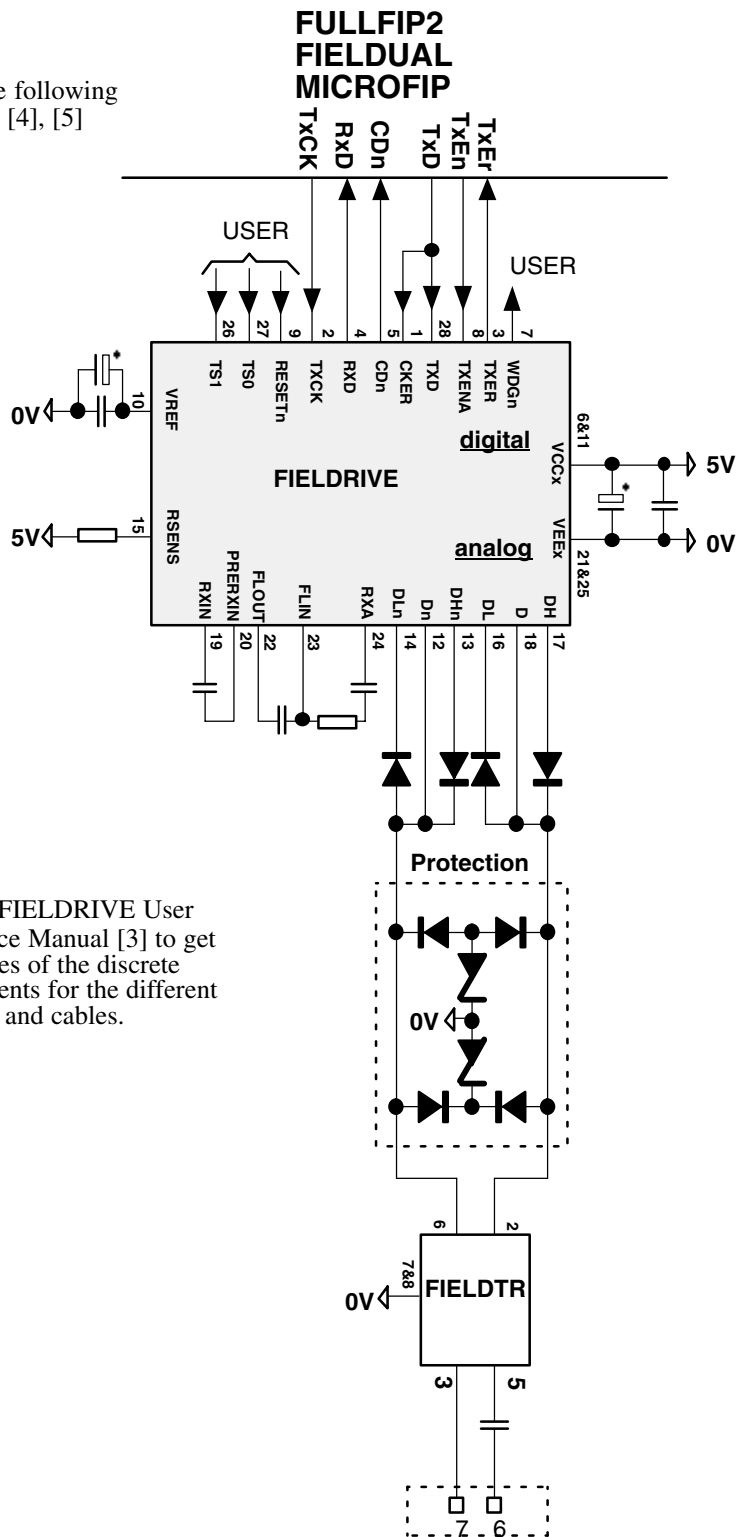 FULLFIP2
FIELDUAL
MICROFIP
e following
[4], [5]
TxCK
RxD
CDn
TxD
TxEn
TxEr
USER
USER
26
27
9
2
4
5
1
28
8
3
7
TS1
TS0
RESETn
TXCK
RXD
CDn
CKER
TXD
TXENA
TXER
WDGn
*
0V
10
VREF
digital
6&11
VCCx
5V
FIELDRIVE
*
5V
15
RSENS
analog
VEEx
0V
21&25
RXIN
PRERXIN
FLOUT
FLIN
RXA
DLn
Dn
DHn
DL
D
DH
19
20
22
23
24
14
12
13
16
18
17
Protection
FIELDRIVE User
ce Manual [3] to get
es of the discrete
ents for the different
and cables.
0V
6
2
7&8
0V
FIELDTR
3
5
7 6